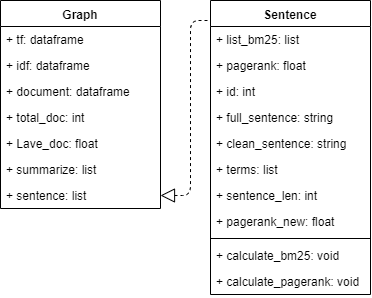 Graph
+ tf: dataframe
+ idf: dataframe
+ document: dataframe
+ total_doc: int
+ Lave_doc: float
+ summarize: list
+ sentence: list
Sentence
+ list_bm25: list
+ pagerank: float
+ id: int
+ full_sentence: string
+ clean_sentence: string
+ terms: list
+ sentence_len: int
+ pagerank_new: float
+ calculate_bm25: void
+ calculate_pagerank: void